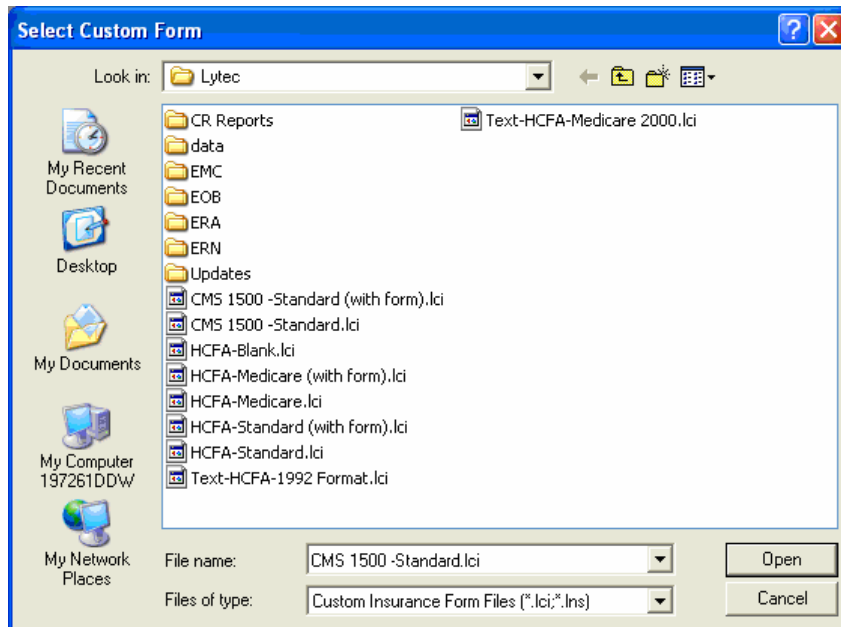 Select Custom Form
Look in:
Lytec
My Recent
Documents
Desktop
My Documents
My Computer
197261DDW
My Network
Places
CR Reports
data
EMC
EOB
ERA
ERN
Updates
CMS 1500 -Standard (with form).lci
CMS 1500 -Standard.lci
HCFA-Blank.lci
HCFA-Medicare (with form).lci
HCFA-Medicare.lci
HCFA-Standard (with form).lci
HCFA-Standard.lci
Text-HCFA-1992 Format.lci
Text-HCFA-Medicare 2000.lci
File name:
CMS 1500 -Standard.lci
Open
Files of type:
Custom Insurance Form Files (*.lci;*.Ins)
Cancel